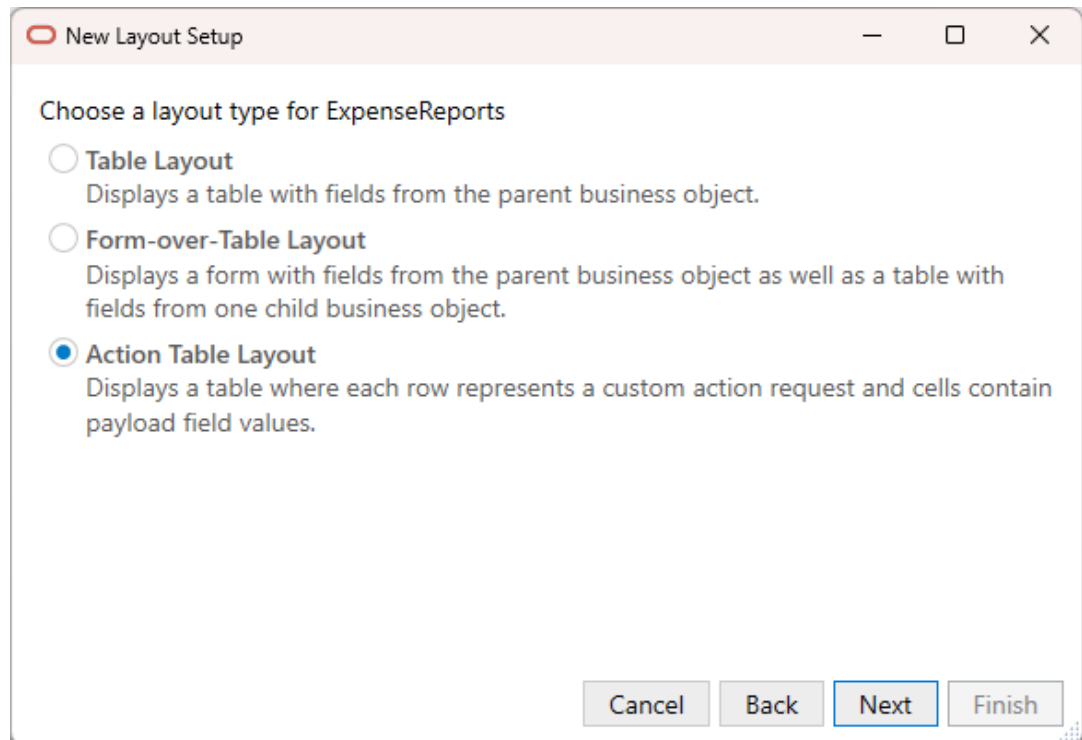 New Layout Setup
Choose a layout type for ExpenseReports
Table Layout
Displays a table with fields from the parent business object.
Form-over-Table Layout
Displays a form with fields from the parent business object as well as a table with
fields from one child business object.
Action Table Layout
Displays a table where each row represents a custom action request and cells contain
payload field values.
Cancel Back Next Finish